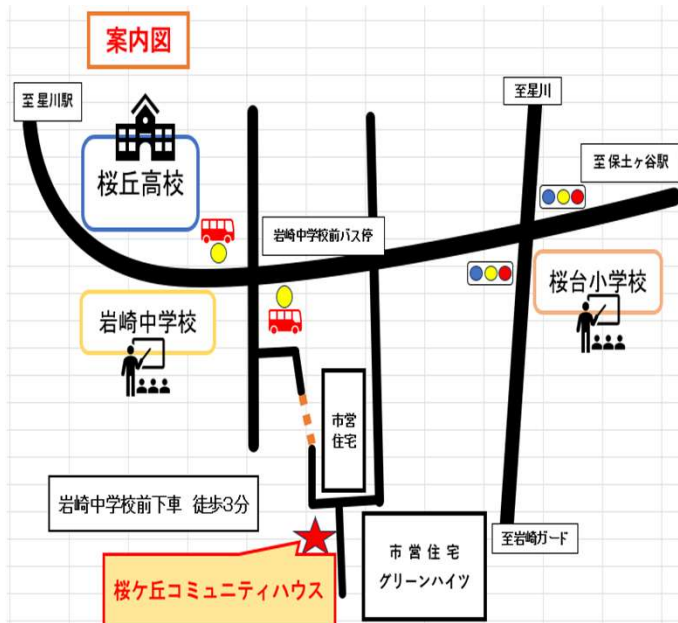 案内図
至星川駅
至星川
至保土ヶ谷駅
桜丘高校
岩崎中学校前バス停
桜台小学校
岩崎中学校
市営
住宅
岩崎中学校前下車 徒歩3分
至岩崎ガード
市営住宅
グリーンハイツ
桜ケ丘コミュニティハウス